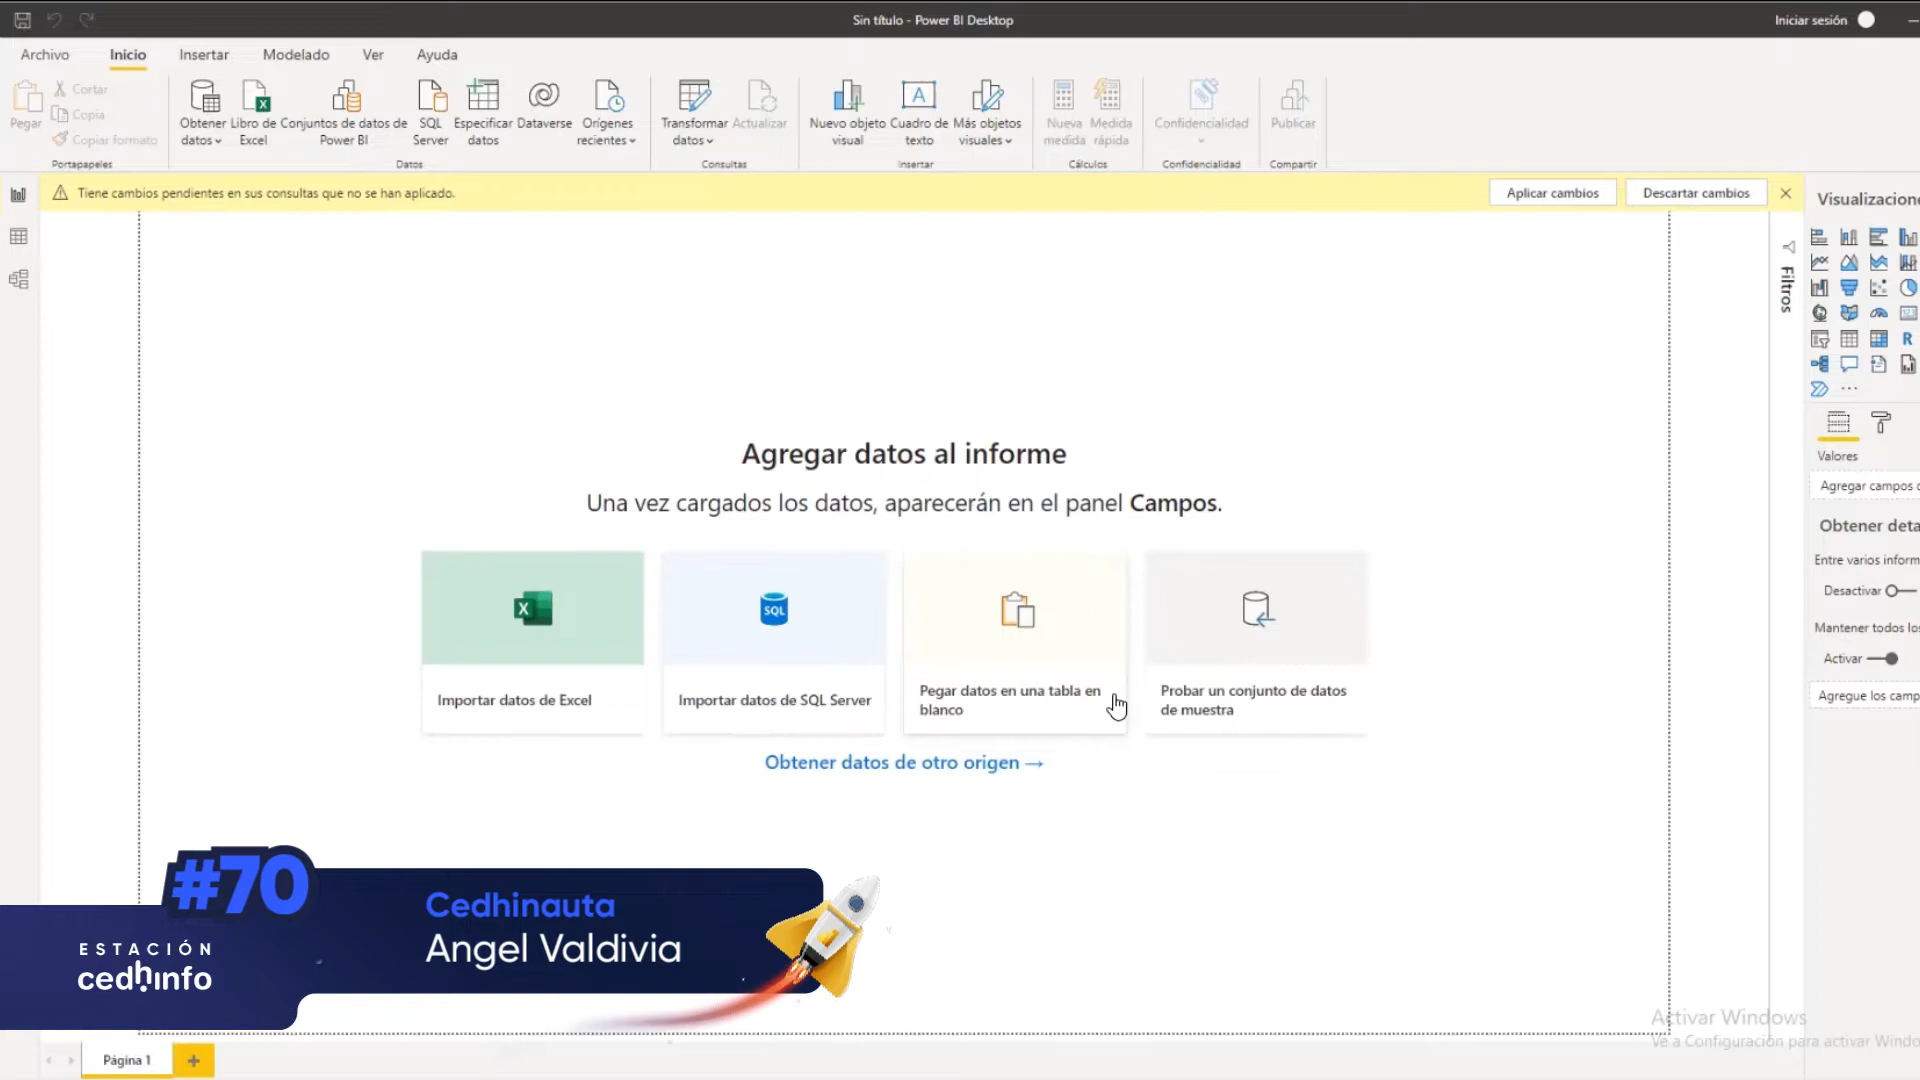 Sin título - Power BI Desktop
Iniciar sesión
Archivo
Inicio
Insertar
Modelado
Ver
Ayuda
Pegar
Cortar
Copia
Copiar formato
Portapapeles
Obtener datos
Libro de Excel
Conjuntos de datos de Power BI
SQL Server
Especificar datos
Dataverse
Orígenes recientes
Datos
Transformar datos
Actualizar
Consultas
Nuevo objeto visual
Cuadro de texto
Más objetos visuales
Insertar
Nueva medida
Medida rápida
Cálculos
Confidencialidad
Confidencialidad
Publicar
Compartir
Tiene cambios pendientes en sus consultas que no se han aplicado.
Aplicar cambios
Descartar cambios
Filtros
Visualizacione
Valores
Agregar campos
Obtener deta
Entre varios inform
Desactivar
Mantener todos los
Activar
Agregue los camp
Agregar datos al informe
Una vez cargados los datos, aparecerán en el panel Campos.
X
SQL
A
R
Importar datos de Excel
Importar datos de SQL Server
Pegar datos en una tabla en
blanco
Probar un conjunto de datos
de muestra
Obtener datos de otro origen →
#70
ESTACIÓN
cedhinfo
Cedhinauta
Angel Valdivia
Activar Windows
Ve a Configuración para activar Windo
Página 1
+